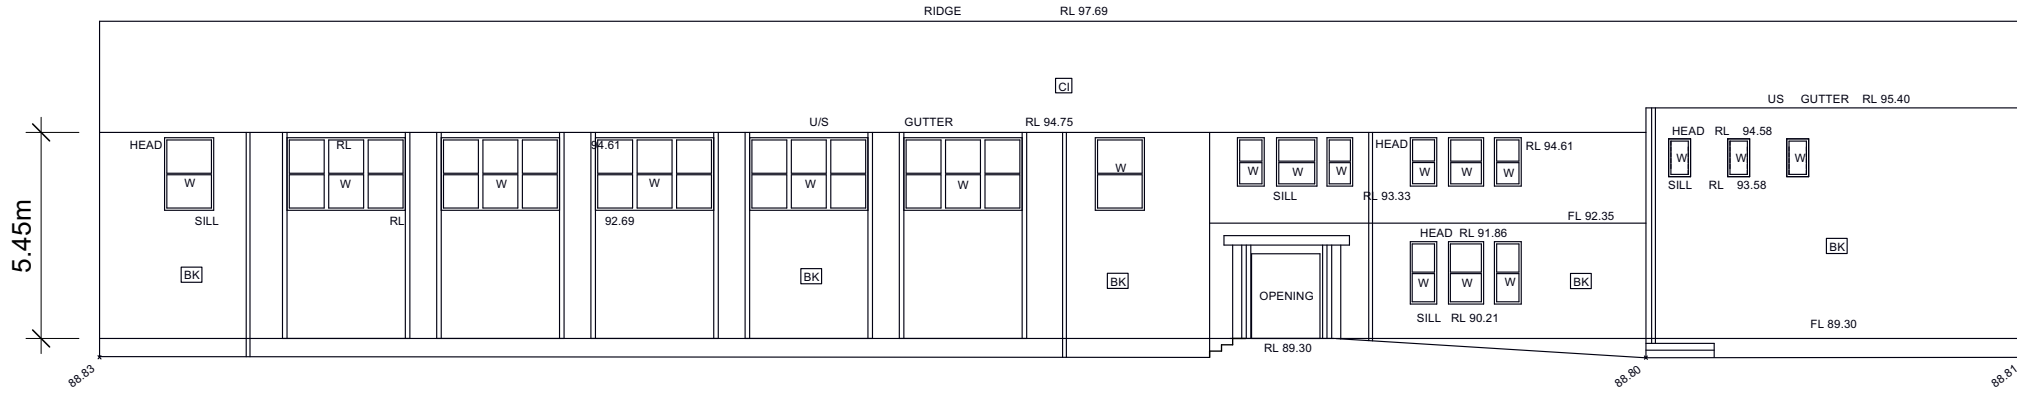 RIDGE RL 97.69
CI
US GUTTER RL 95.40
U/S GUTTER RL 94.75
HEAD RL 94.58
HEAD RL 94.61 HEAD RL 94.61
W W W W W W W W W W W W W W W W
SILL RL 93.58
SILL RL 93.33
SILL RL 92.69
FL 92.35
HEAD RL 91.86
5.45m
BK BK BK BK BK
W W W
OPENING
SILL RL 90.21
FL 89.30
RL 89.30
88.83 88.80 88.81